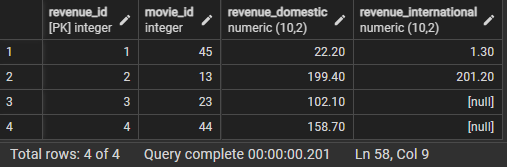 revenue_id movie_id revenue_domestic revenue_international
[PK] integer integer numeric (10,2) numeric (10,2)
1 1 45 22.20 1.30
2 2 13 199.40 201.20
3 3 23 102.10 [null]
4 4 44 158.70 [null]
Total rows: 4 of 4 Query complete 00:00:00.201 Ln 58, Col 9